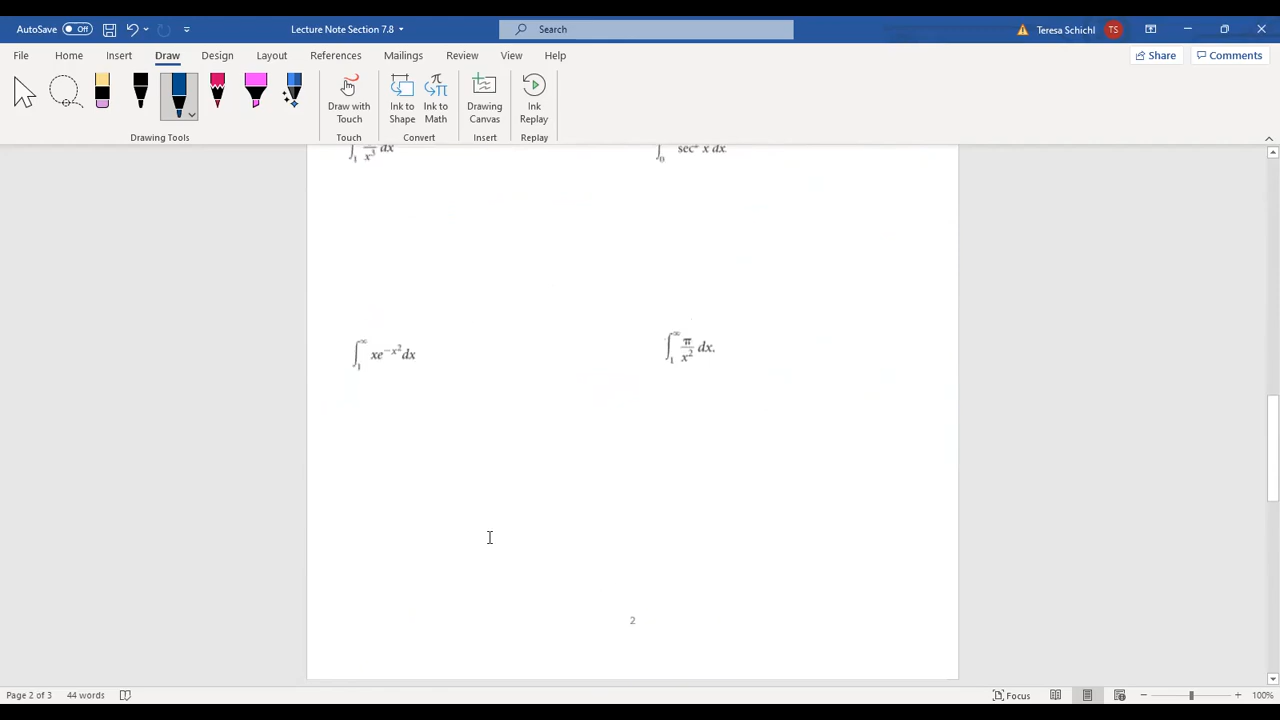 AutoSave Off Lecture Note Section 7.8 Search Teresa Schichl TS
File Home Insert Draw Design Layout References Mailings Review View Help Share Comments
Draw with Touch Ink to Shape Ink to Math Drawing Canvas Ink Replay
Drawing Tools Touch Convert Insert Replay
∫₁ x³ dx ∫₀ sec² x dx
∫₁^∞ xe^(−x²) dx ∫₁^∞ π/x² dx.
2
Page 2 of 3 44 words Focus 100%